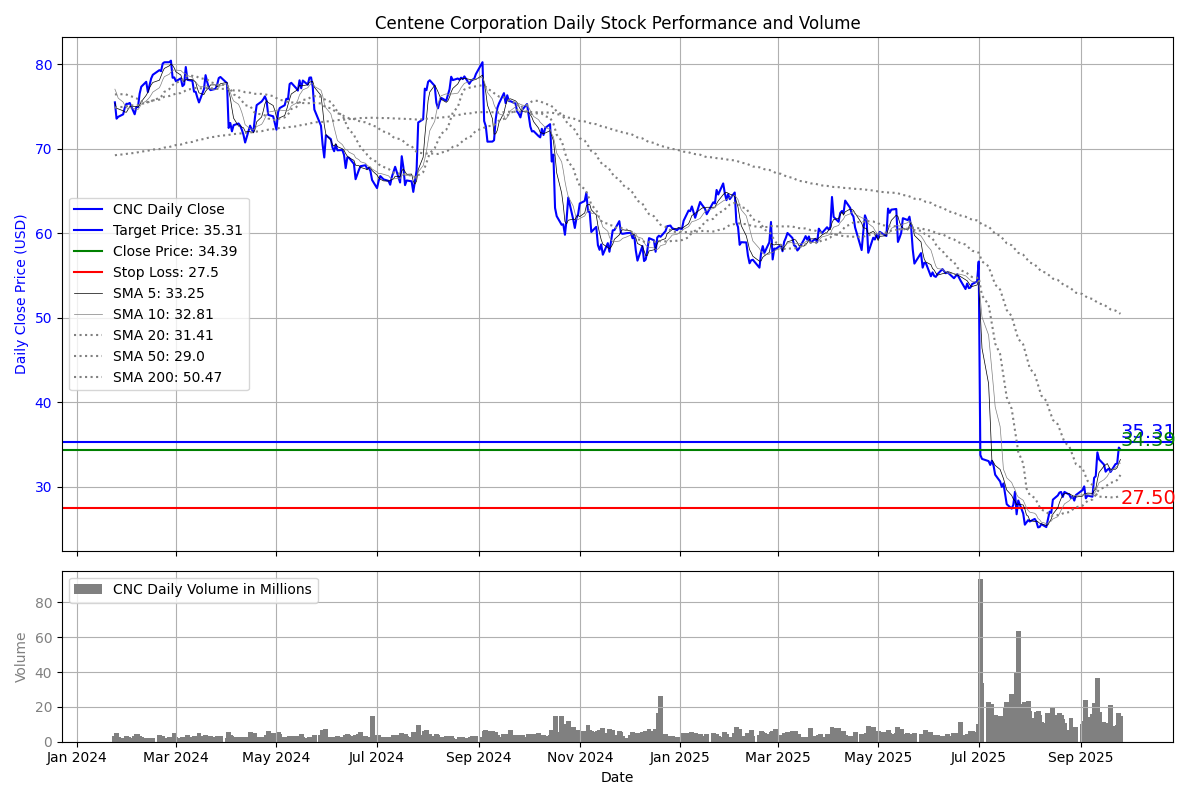 Centene Corporation Daily Stock Performance and Volume
Daily Close Price (USD)
80
70
60
50
40
30
CNC Daily Close
Target Price: 35.31
Close Price: 34.39
Stop Loss: 27.5
SMA 5: 33.25
SMA 10: 32.81
SMA 20: 31.41
SMA 50: 29.0
SMA 200: 50.47
35.31
34.39
27.50
Volume
80
60
40
20
0
CNC Daily Volume in Millions
Jan 2024 Mar 2024 May 2024 Jul 2024 Sep 2024 Nov 2024 Jan 2025 Mar 2025 May 2025 Jul 2025 Sep 2025
Date